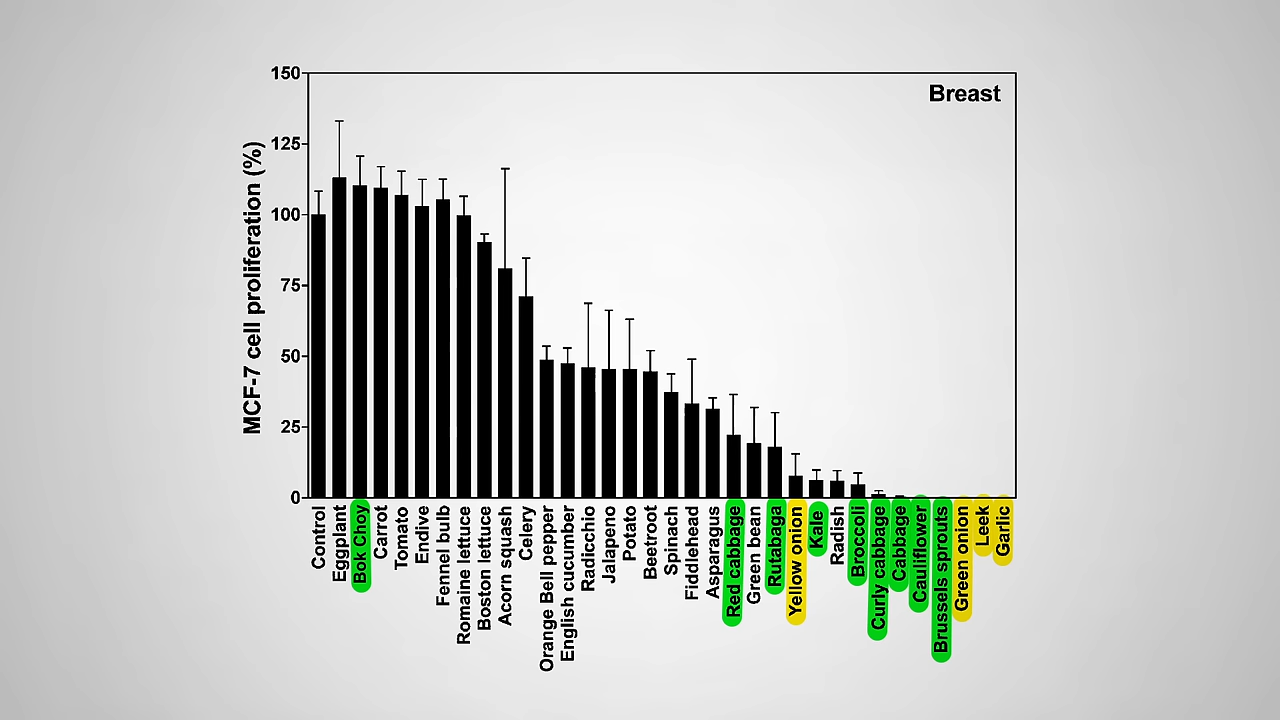 Breast
MCF-7 cell proliferation (%)
150
125
100
75
50
25
0
Control
Eggplant
Bok Choy
Carrot
Tomato
Endive
Fennel bulb
Romaine lettuce
Boston lettuce
Acorn squash
Celery
Orange Bell pepper
English cucumber
Radicchio
Jalapeno
Potato
Beetroot
Spinach
Fiddlehead
Asparagus
Red cabbage
Green bean
Rutabaga
Yellow onion
Kale
Radish
Broccoli
Curly cabbage
Cabbage
Cauliflower
Brussels sprouts
Green onion
Leek
Garlic